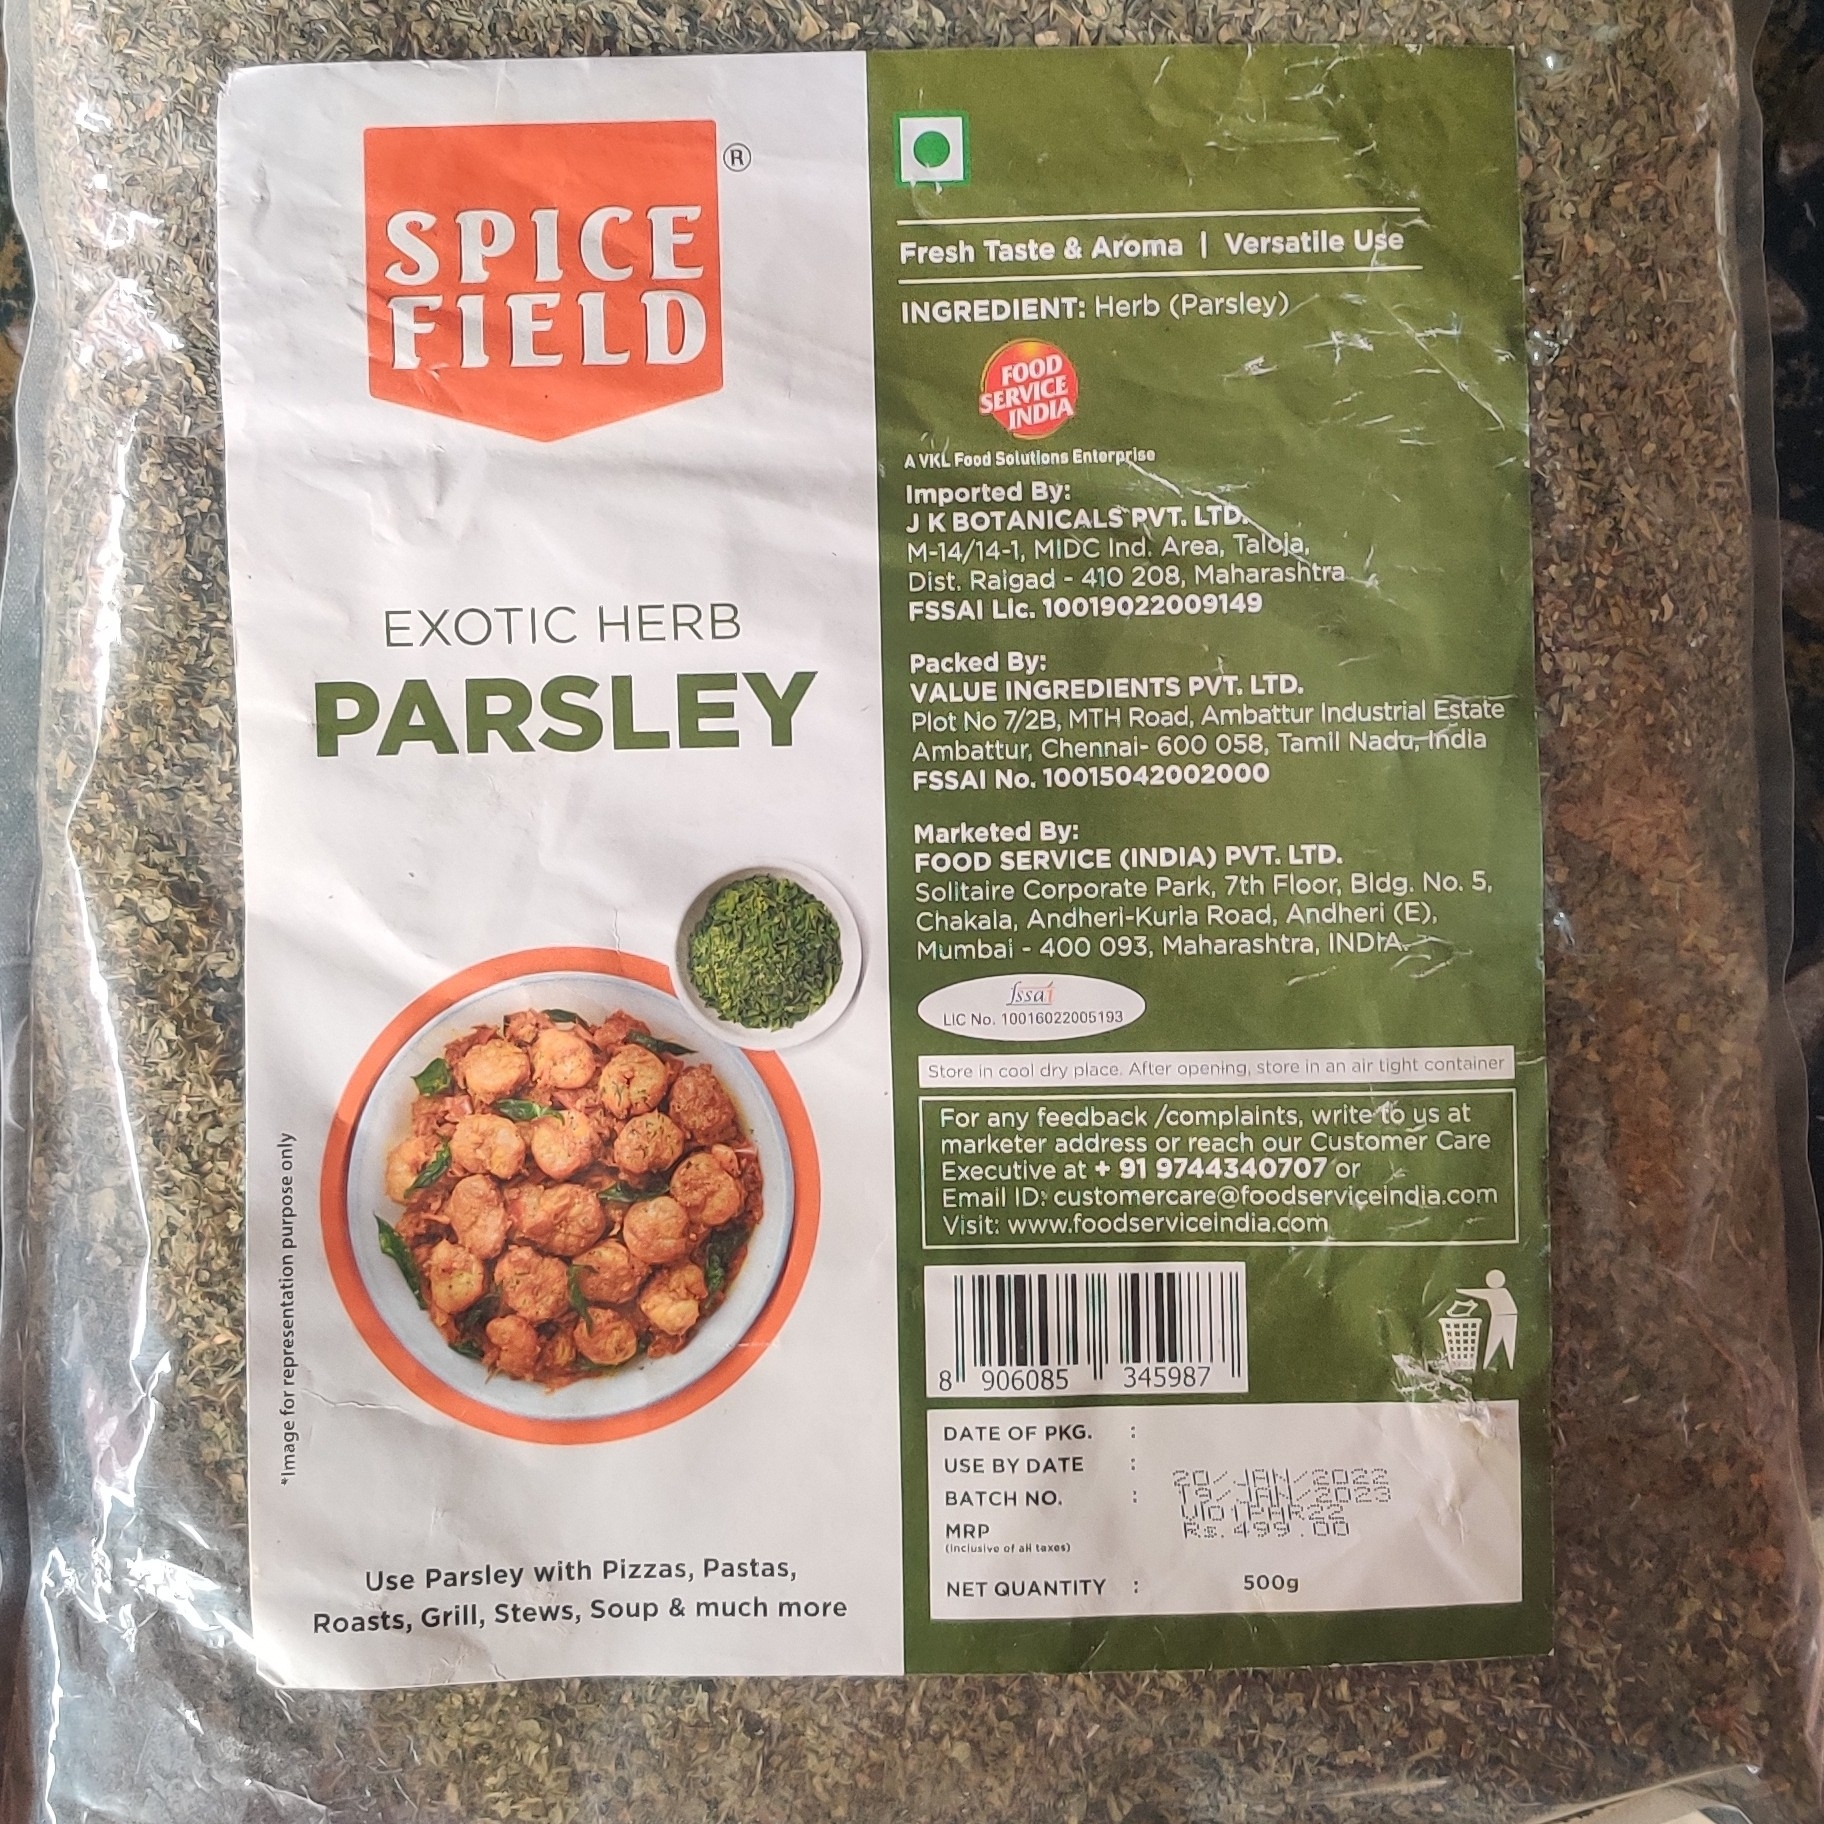 SPICE
FIELD
®
EXOTIC HERB
PARSLEY
*Image for representation purpose only
Use Parsley with Pizzas, Pastas,
Roasts, Grill, Stews, Soup & much more
Fresh Taste & Aroma | Versatile Use
INGREDIENT: Herb (Parsley)
FOOD
SERVICE
INDIA
A VKL Food Solutions Enterprise
Imported By:
J K BOTANICALS PVT. LTD.
M-14/14-1, MIDC Ind. Area, Taloja,
Dist. Raigad - 410 208, Maharashtra
FSSAI Lic. 10019022009149
Packed By:
VALUE INGREDIENTS PVT. LTD.
Plot No 7/2B, MTH Road, Ambattur Industrial Estate
Ambattur, Chennai- 600 058, Tamil Nadu, India
FSSAI No. 10015042002000
Marketed By:
FOOD SERVICE (INDIA) PVT. LTD.
Solitaire Corporate Park, 7th Floor, Bldg. No. 5,
Chakala, Andheri-Kurla Road, Andheri (E),
Mumbai - 400 093, Maharashtra, INDIA.
fssai
LIC No. 10016022005193
Store in cool dry place. After opening, store in an air tight container
For any feedback /complaints, write to us at
marketer address or reach our Customer Care
Executive at + 91 9744340707 or
Email ID: customercare@foodserviceindia.com
Visit: www.foodserviceindia.com
8 906085 345987
DATE OF PKG. :
USE BY DATE :
BATCH NO. :
MRP
(Inclusive of all taxes)
20/JAN/2022
19/JAN/2023
Rs.499.00
NET QUANTITY : 500g